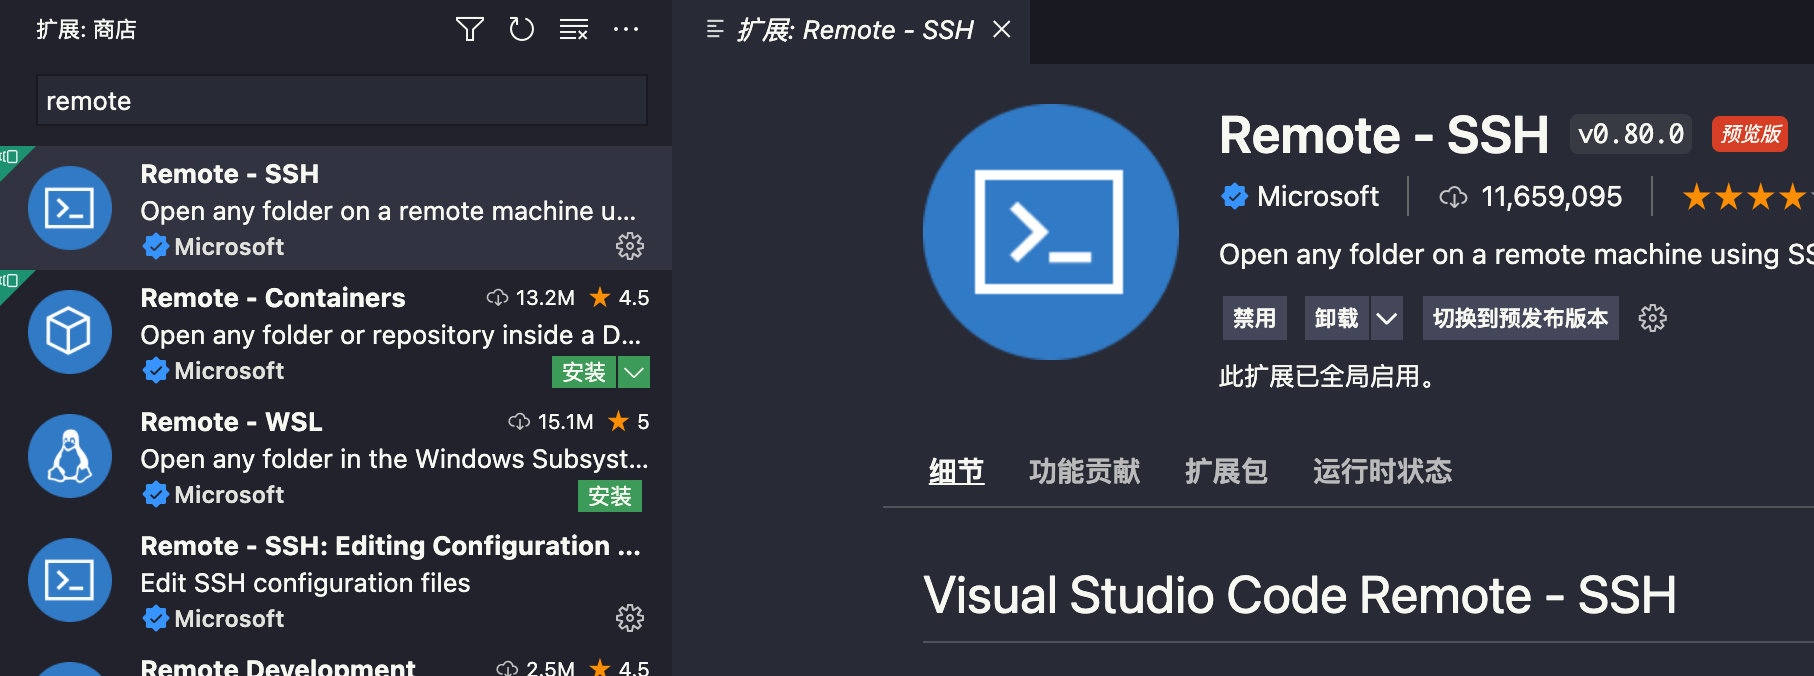 扩展: 商店
remote
Remote - SSH
Open any folder on a remote machine u...
Microsoft
Remote - Containers 13.2M 4.5
Open any folder or repository inside a D...
Microsoft 安装
Remote - WSL 15.1M 5
Open any folder in the Windows Subsyst...
Microsoft 安装
Remote - SSH: Editing Configuration ...
Edit SSH configuration files
Microsoft
Remote Development 2.5M 4.5
扩展: Remote - SSH
Remote - SSH v0.80.0 预览版
Microsoft 11,659,095
Open any folder on a remote machine using SS
禁用 卸载 切换到预发布版本
此扩展已全局启用。
细节 功能贡献 扩展包 运行时状态
Visual Studio Code Remote - SSH